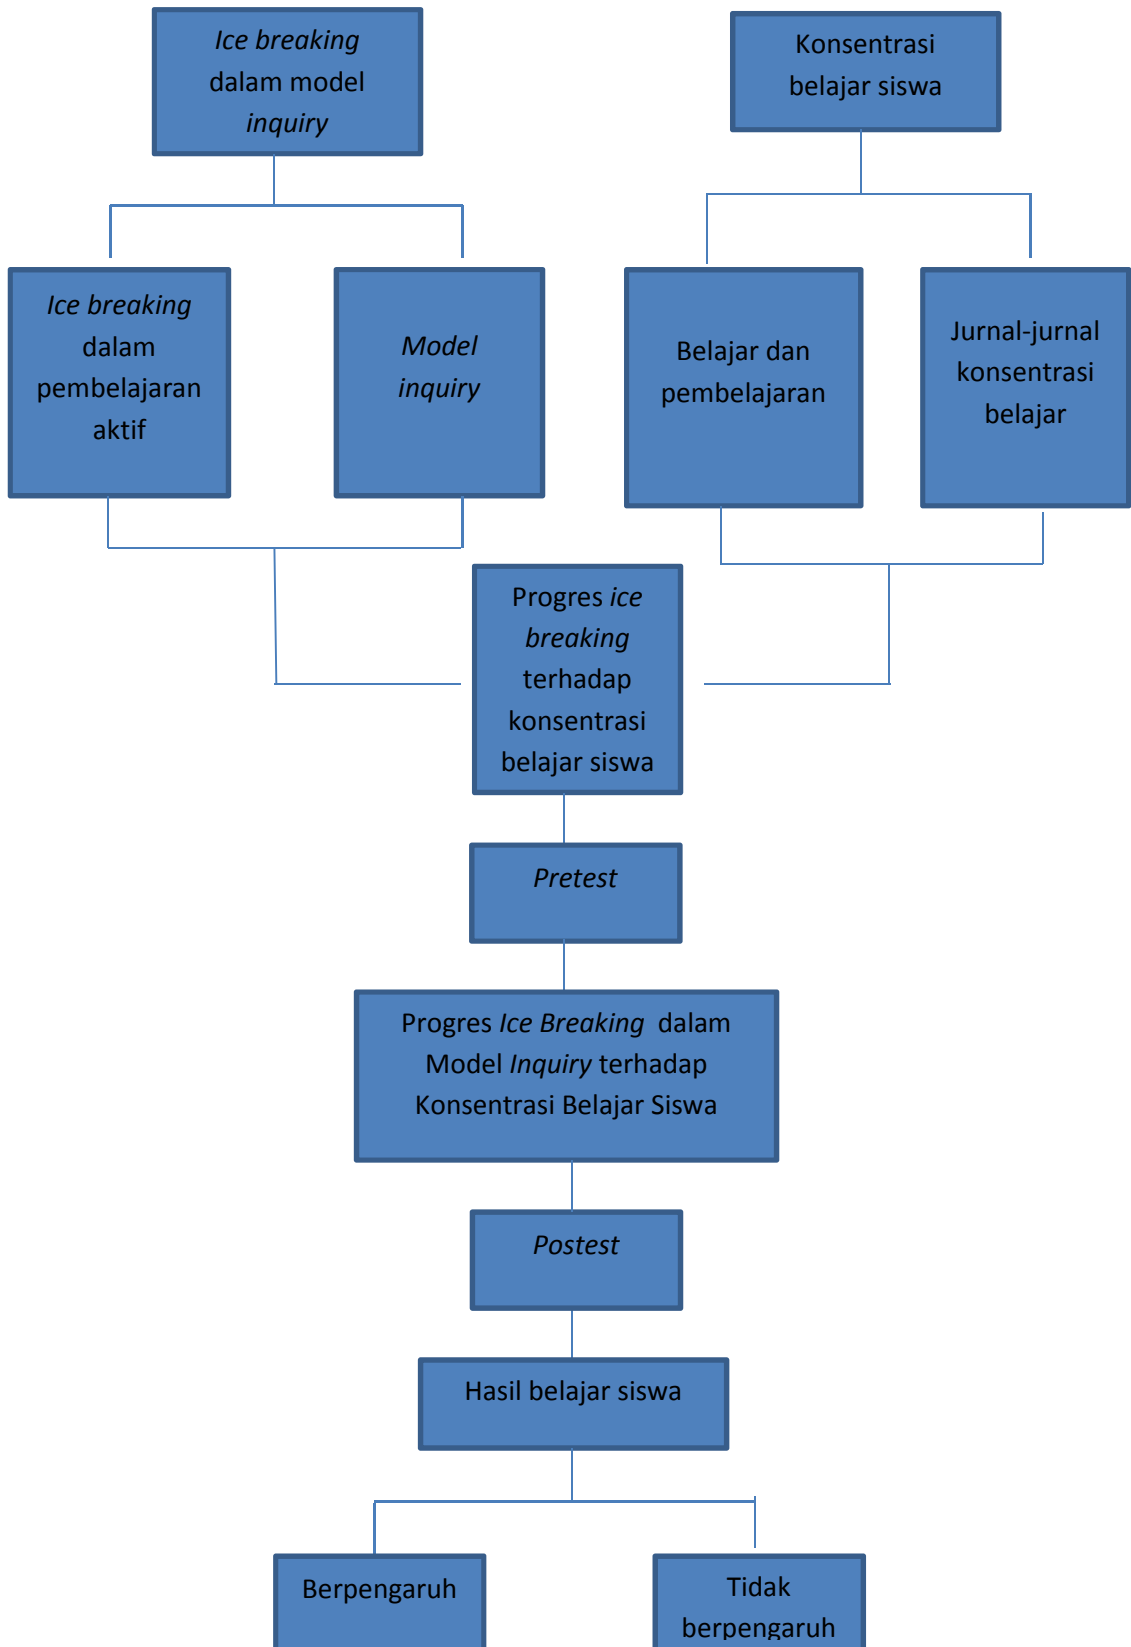 Ice breaking
dalam model
inquiry
Konsentrasi
belajar siswa
Ice breaking
dalam
pembelajaran
aktif
Model
inquiry
Belajar dan
pembelajaran
Jurnal-jurnal
konsentrasi
belajar
Progres ice
breaking
terhadap
konsentrasi
belajar siswa
Pretest
Progres Ice Breaking dalam
Model Inquiry terhadap
Konsentrasi Belajar Siswa
Postest
Hasil belajar siswa
Berpengaruh
Tidak
berpengaruh